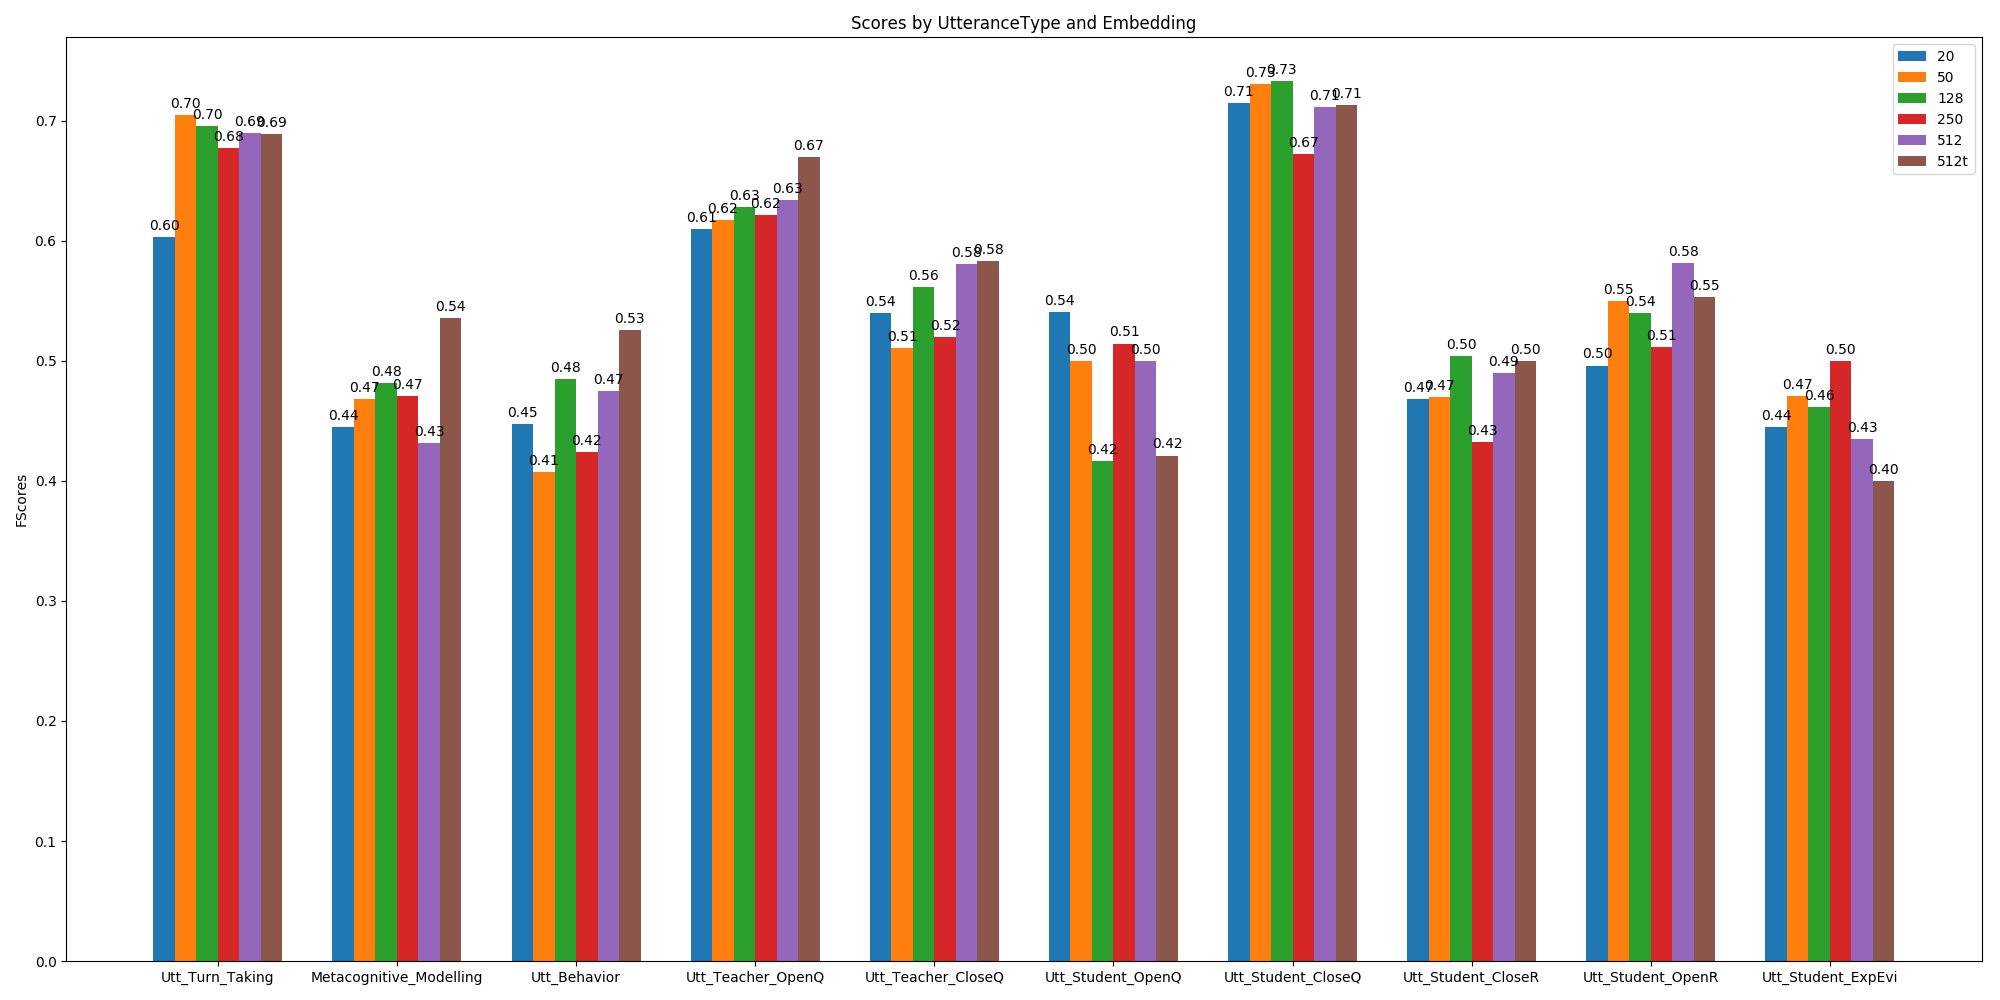 Scores by UtteranceType and Embedding
20
50
128
250
512
512t
FScores
0.7
0.6
0.5
0.4
0.3
0.2
0.1
0.0
0.60 0.70 0.70 0.68 0.69 0.69
0.44 0.47 0.48 0.47 0.43 0.54
0.45 0.41 0.48 0.42 0.47 0.53
0.61 0.62 0.63 0.62 0.63 0.67
0.54 0.51 0.56 0.52 0.58 0.58
0.54 0.50 0.42 0.51 0.50 0.42
0.71 0.73 0.73 0.67 0.71 0.71
0.47 0.47 0.50 0.43 0.49 0.50
0.50 0.55 0.54 0.51 0.58 0.55
0.44 0.47 0.46 0.50 0.43 0.40
Utt_Turn_Taking Metacognitive_Modelling Utt_Behavior Utt_Teacher_OpenQ Utt_Teacher_CloseQ Utt_Student_OpenQ Utt_Student_CloseQ Utt_Student_CloseR Utt_Student_OpenR Utt_Student_ExpEvi